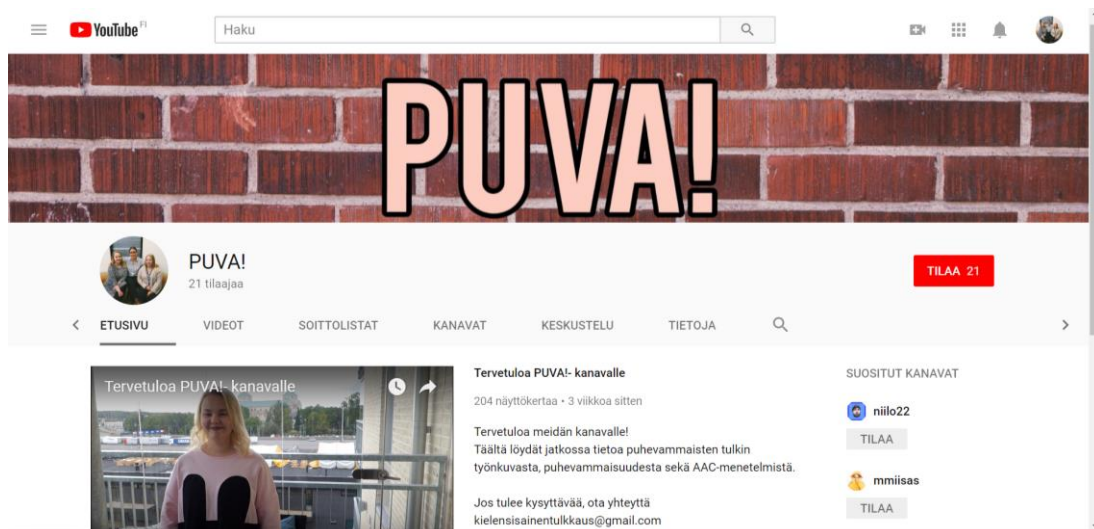 YouTube FI
Haku
PUVA!
PUVA!
21 tilaajaa
TILAA 21
ETUSIVU VIDEOT SOITTOLISTAT KANAVAT KESKUSTELU TIETOJA
Tervetuloa PUVA!- kanavalle
Tervetuloa PUVA!- kanavalle
204 näyttökertaa • 3 viikkoa sitten
Tervetuloa meidän kanavalle!
Täältä löydät jatkossa tietoa puhevammaisten tulkin
työnkuvasta, puhevammaisuudesta sekä AAC-menetelmistä.
Jos tulee kysyttävää, ota yhteyttä
kielensisainentulkkaus@gmail.com
SUOSITUT KANAVAT
niilo22
TILAA
mmiisas
TILAA